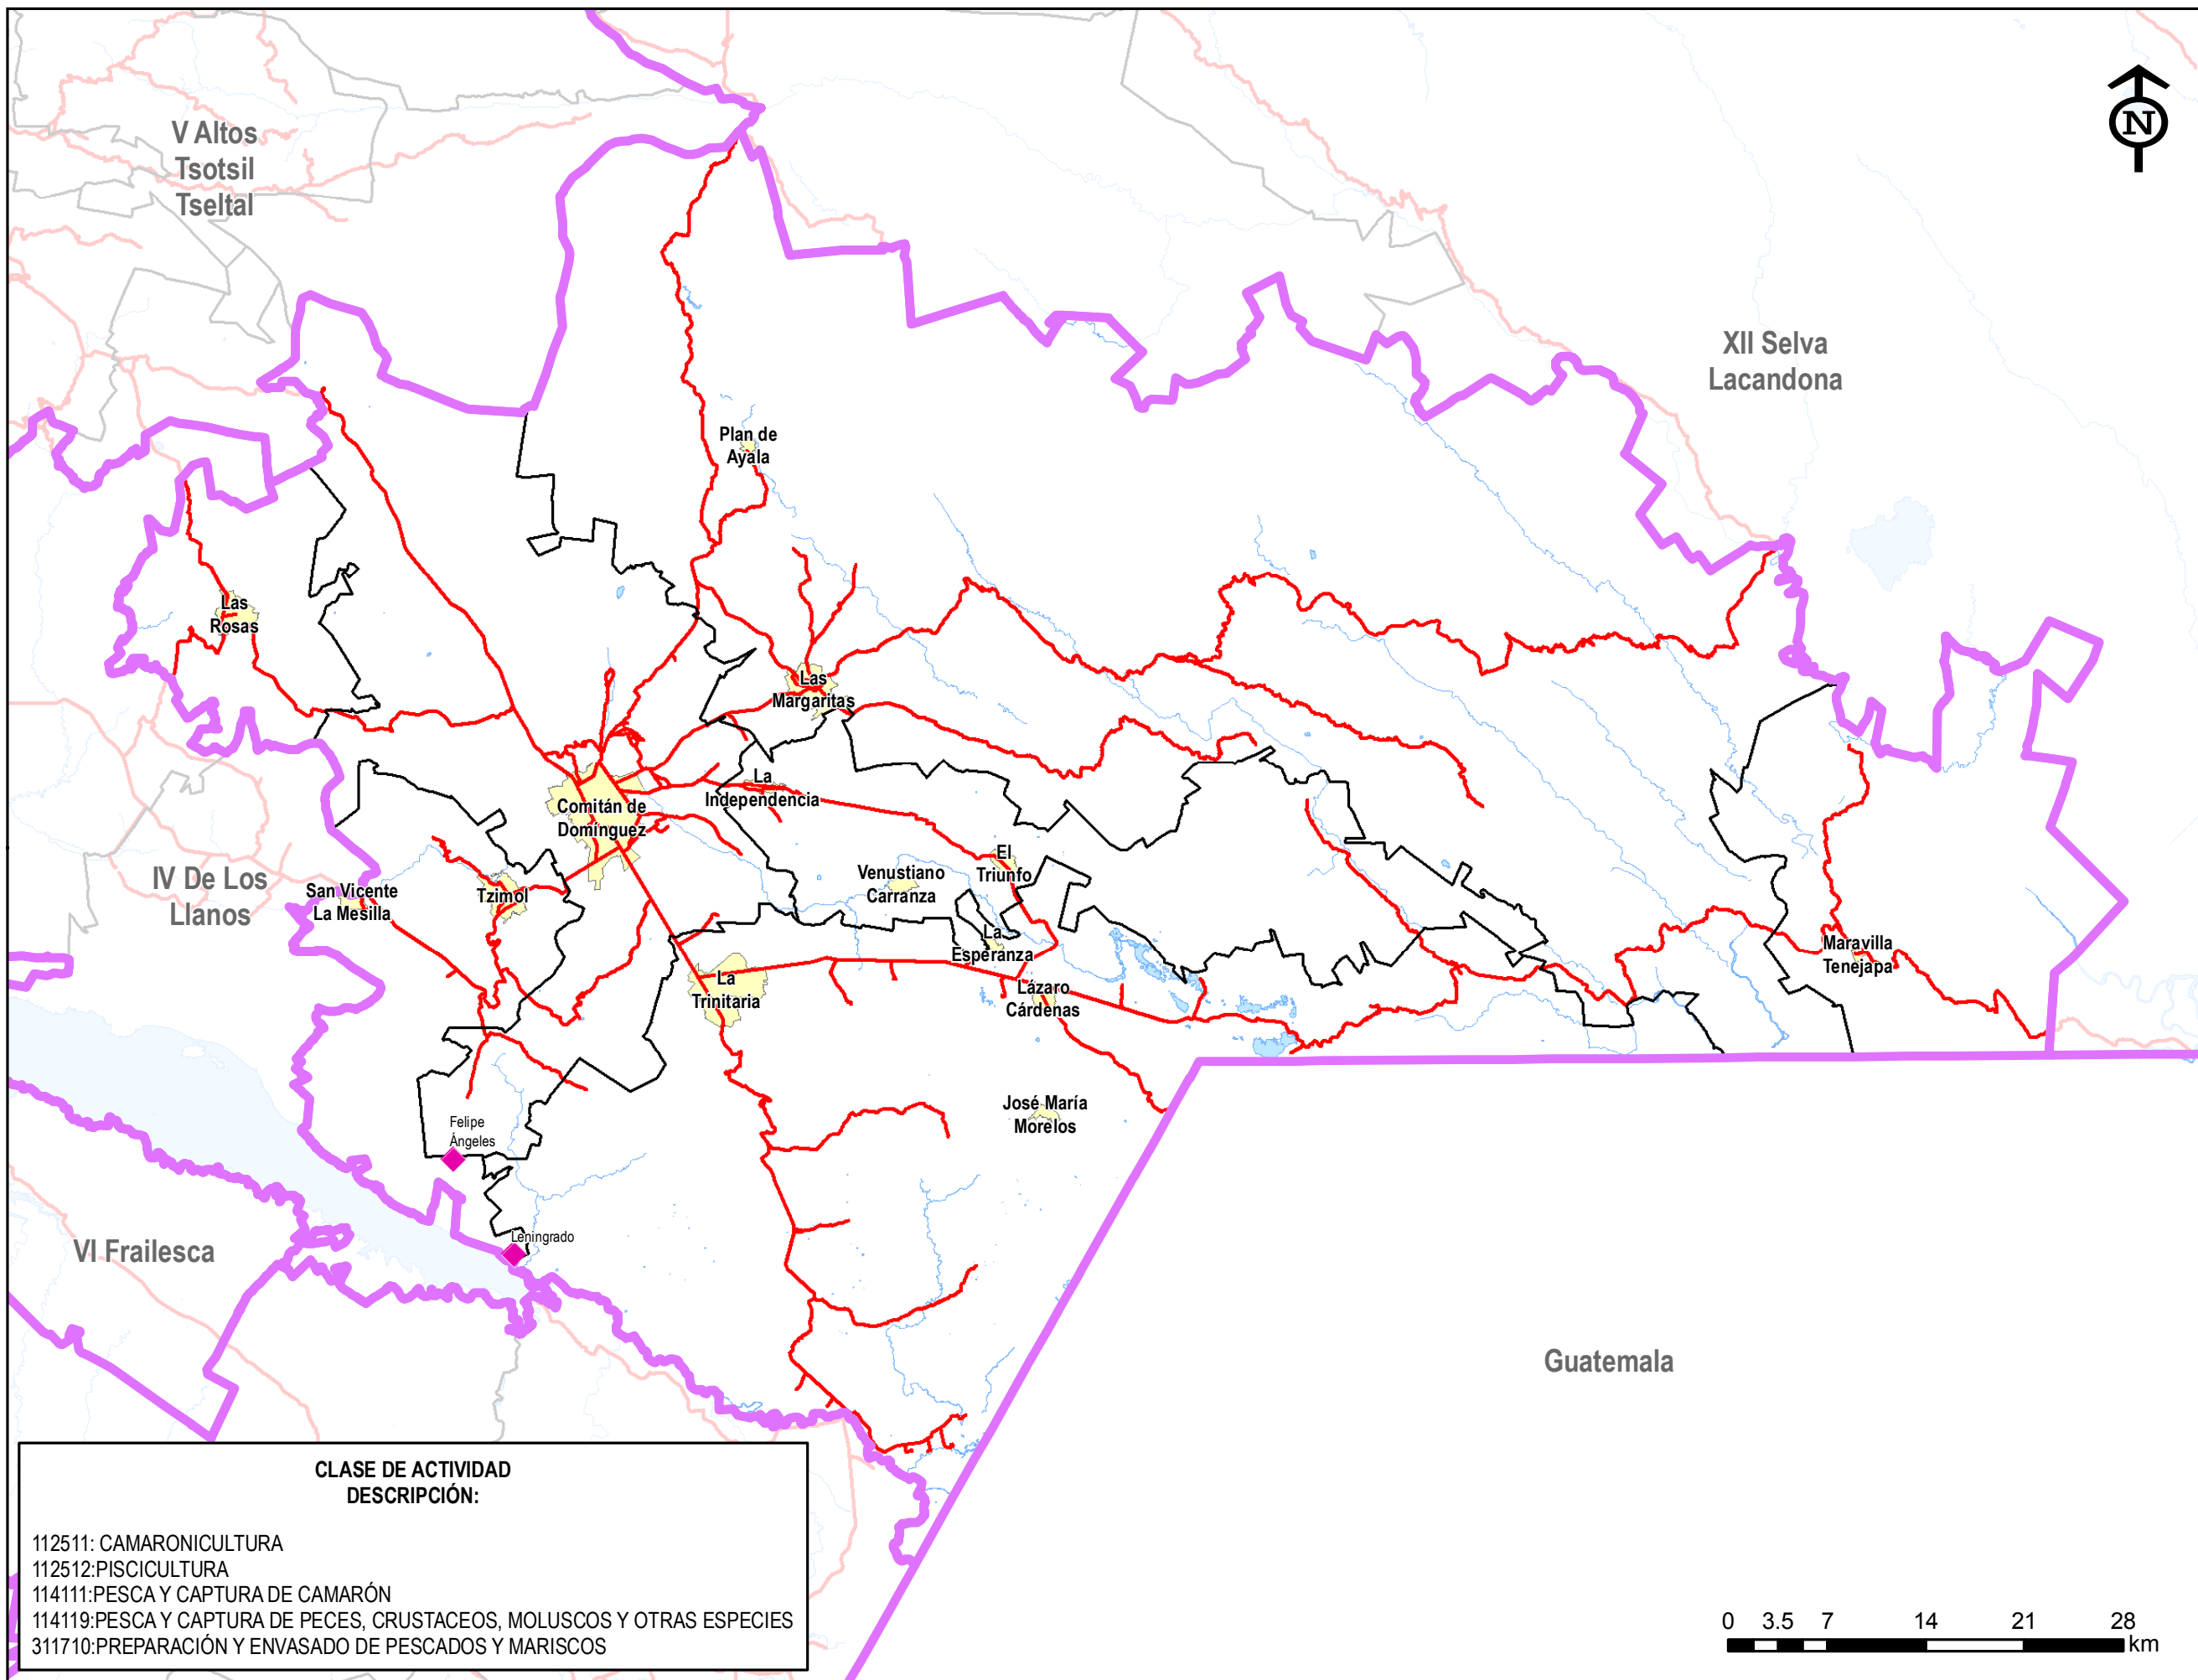 V Altos
Tsotsil
Tseltal
N
XII Selva
Lacandona
Plan de
Ayala
Las
Rosas
Las
Margaritas
La
Independencia
Comitán de
Domínguez
El
Triunfo
Venustiano
Carranza
IV De Los
Llanos
San Vicente
La Mesilla
Tzimol
La
Esperanza
Maravilla
Tenejapa
La
Trinitaria
Lázaro
Cárdenas
José María
Morelos
Felipe
Ángeles
Leningrado
VI Frailesca
Guatemala
CLASE DE ACTIVIDAD
DESCRIPCIÓN:
112511: CAMARONICULTURA
112512:PISCICULTURA
114111:PESCA Y CAPTURA DE CAMARÓN
114119:PESCA Y CAPTURA DE PECES, CRUSTACEOS, MOLUSCOS Y OTRAS ESPECIES
311710:PREPARACIÓN Y ENVASADO DE PESCADOS Y MARISCOS
0 3.5 7 14 21 28
km